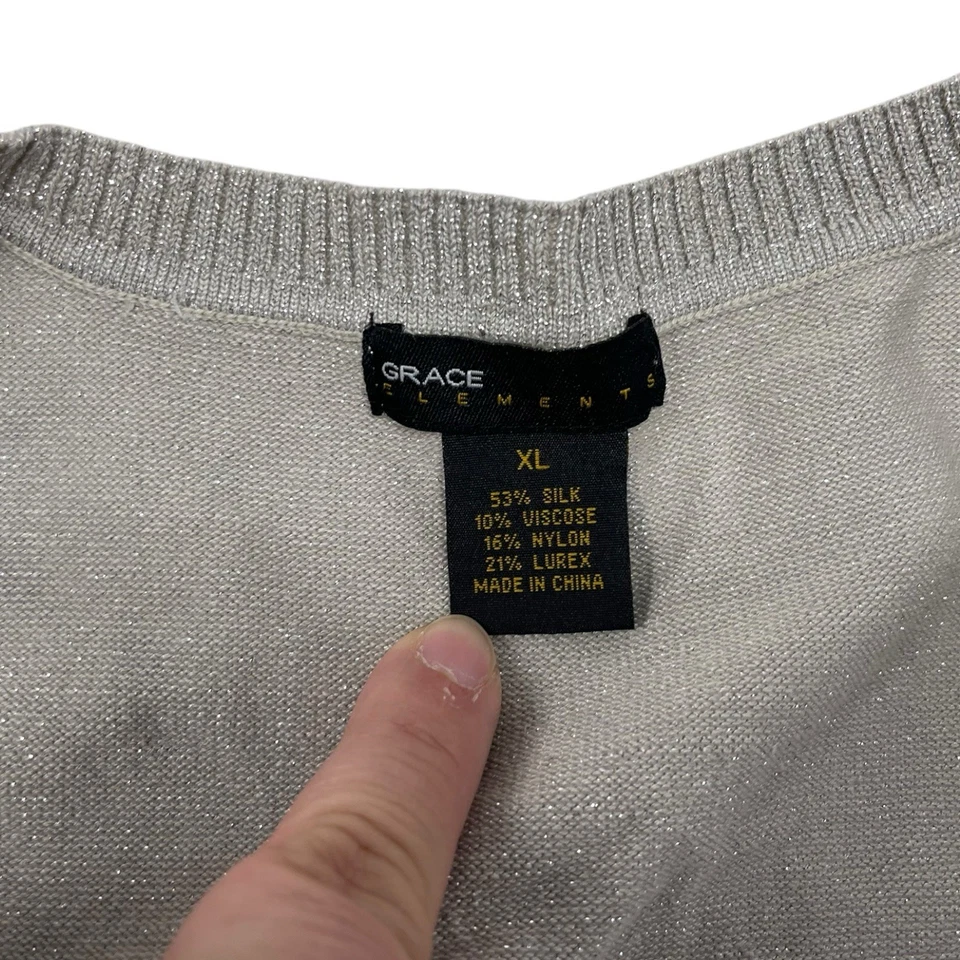 GRACE
ELEMENTS
XL
53% SILK
10% VISCOSE
16% NYLON
21% LUREX
MADE IN CHINA